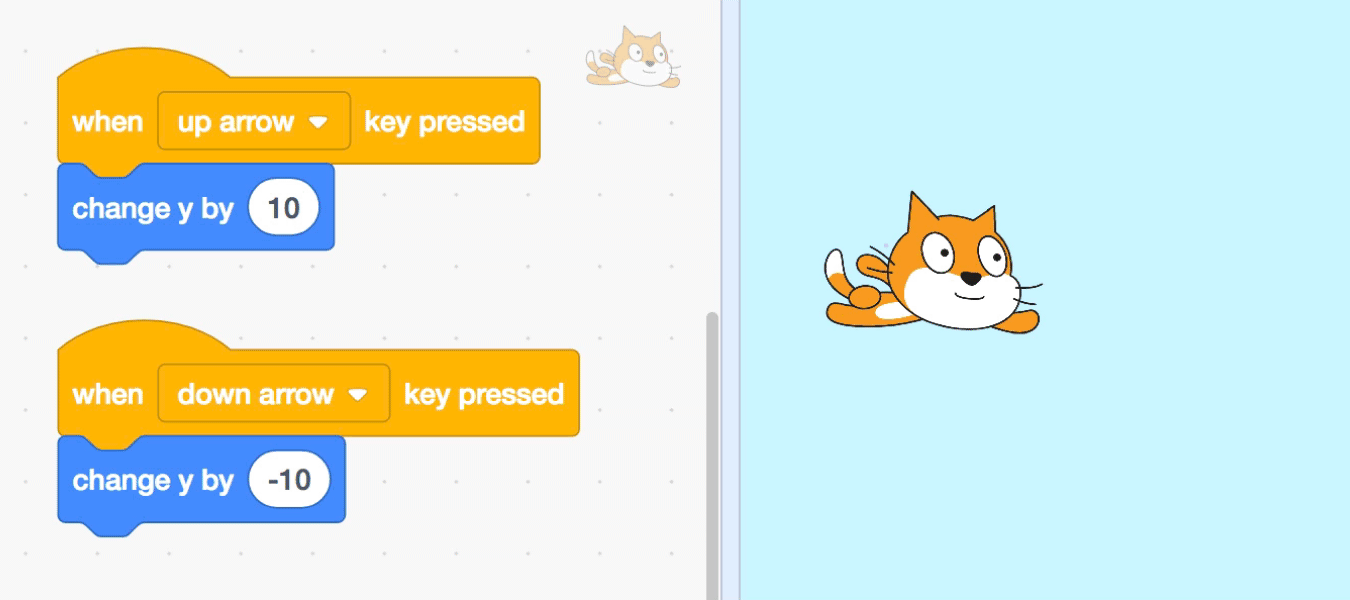 when up arrow key pressed
change y by 10
when down arrow key pressed
change y by -10